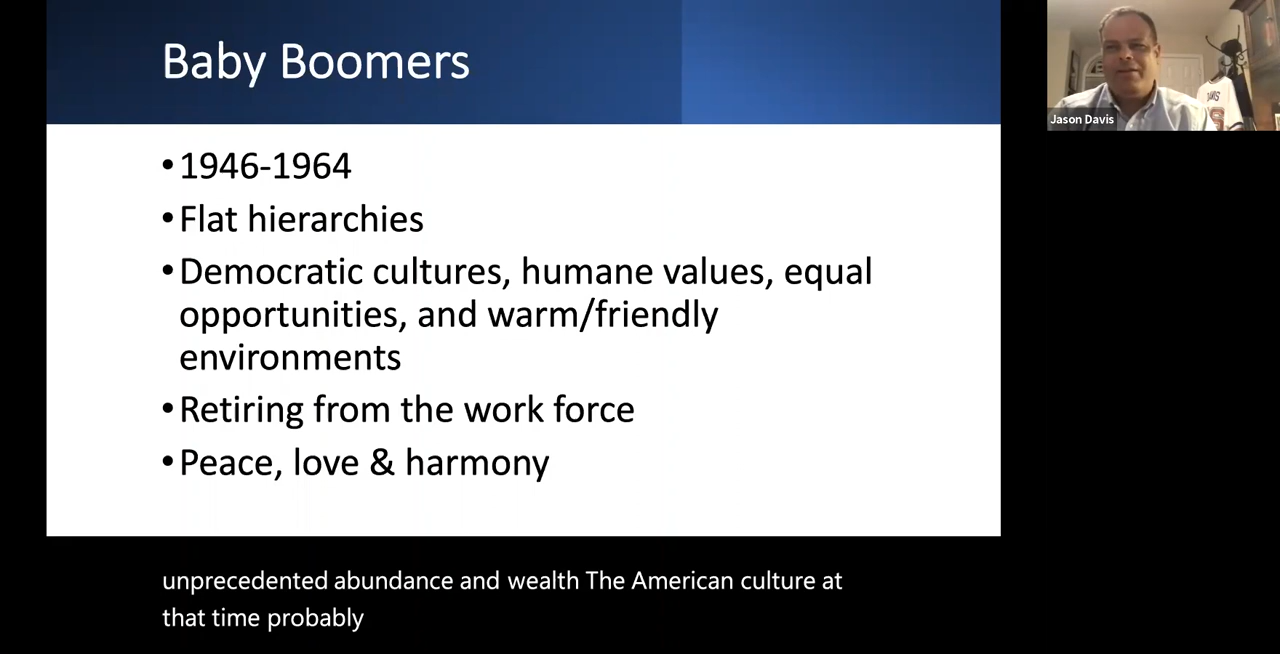 Baby Boomers
•1946-1964
•Flat hierarchies
•Democratic cultures, humane values, equal
opportunities, and warm/friendly
environments
•Retiring from the work force
•Peace, love & harmony
unprecedented abundance and wealth The American culture at
that time probably
Jason Davis